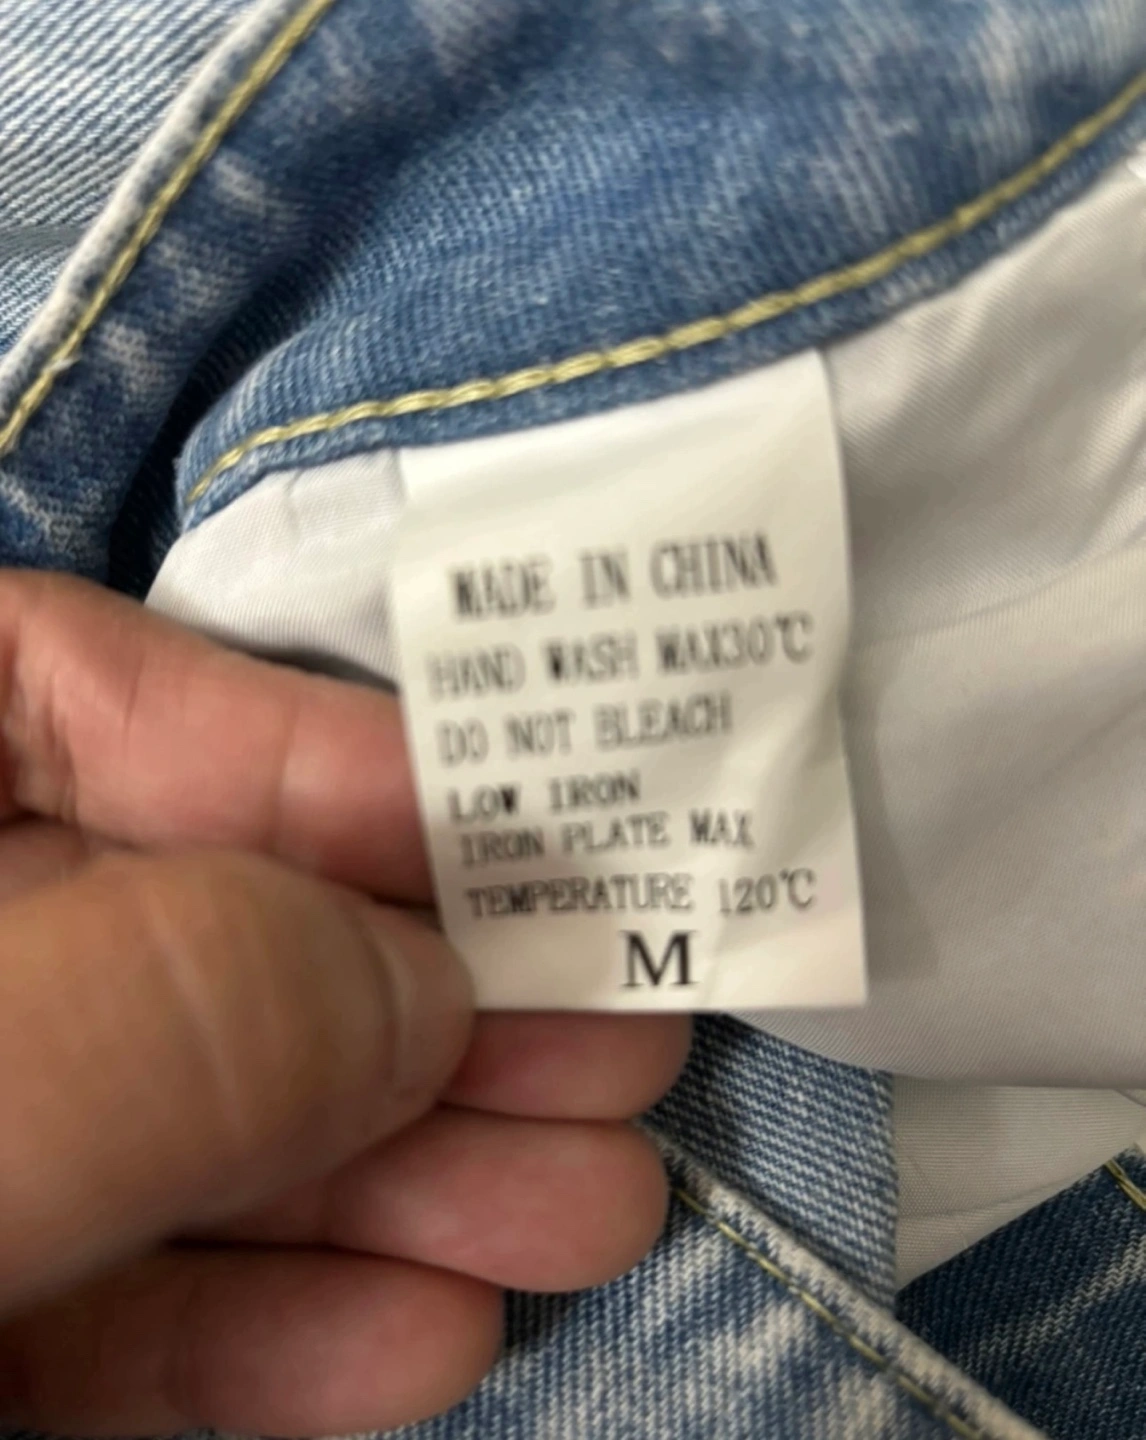 MADE IN CHINA
HAND WASH MAX30℃
DO NOT BLEACH
LOW IRON
IRON PLATE MAX
TEMPERATURE 120℃
M